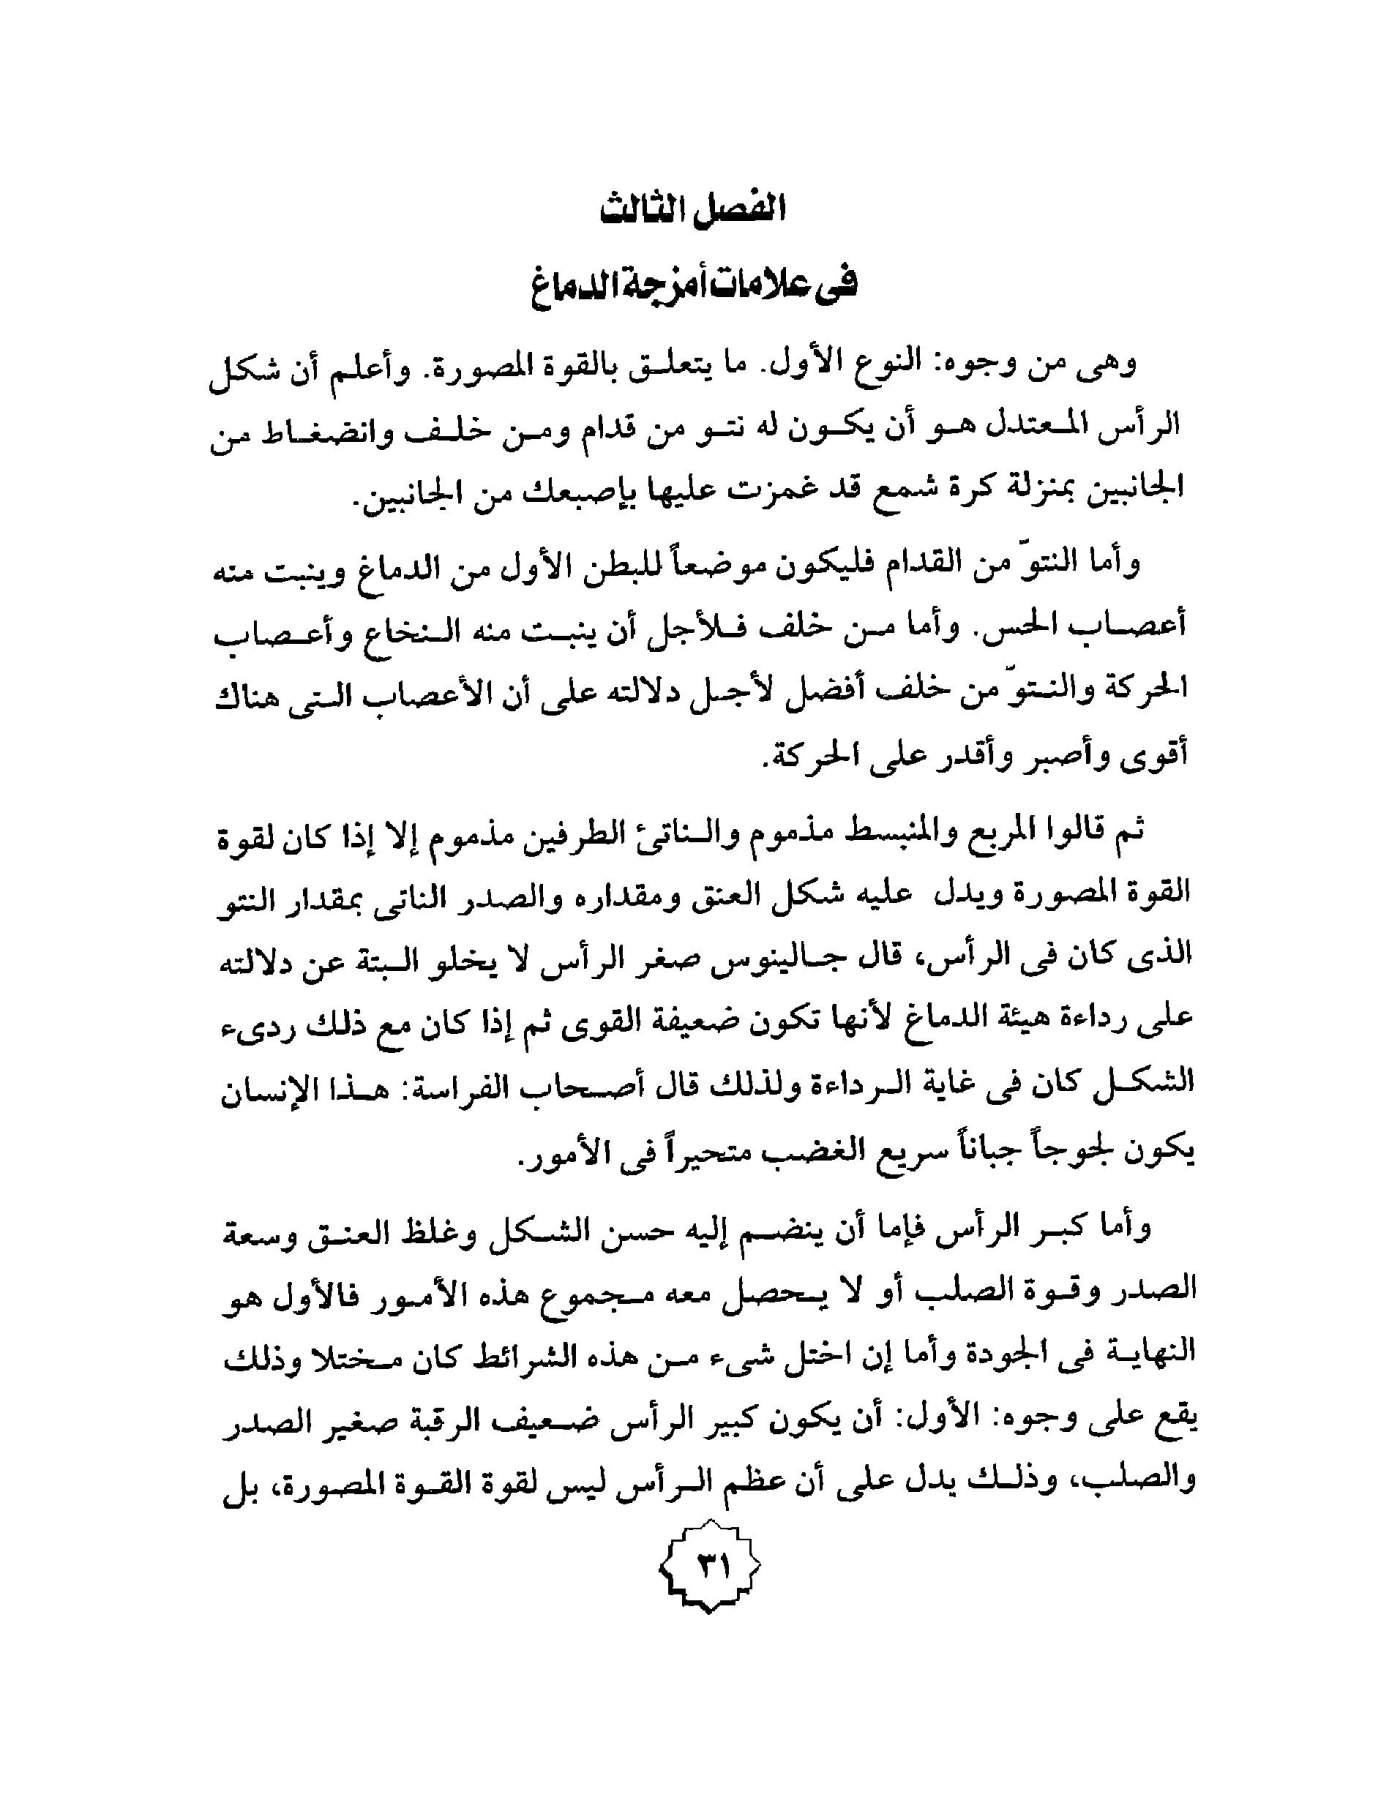 الفصل الثالث
فى علامات أمزجة الدماغ
وهى من وجوه: النوع الأول. ما يتعلق بالقوة المصورة. وأعلم أن شكل
الرأس المعتدل هو أن يكون له نتو من قدام ومن خلف وانضغاط من
الجانبين بمنزلة كرة شمع قد غمزت عليها بإصبعك من الجانبين.
وأما النتوّ من القدام فليكون موضعاً للبطن الأول من الدماغ وينبت منه
أعصاب الحس. وأما من خلف فلأجل أن ينبت منه النخاع وأعصاب
الحركة والنتوّ من خلف أفضل لأجل دلالته على أن الأعصاب التى هناك
أقوى وأصبر وأقدر على الحركة.
ثم قالوا المربع والمنبسط مذموم والناتئ الطرفين مذموم إلا إذا كان لقوة
القوة المصورة ويدل عليه شكل العنق ومقداره والصدر الناتى بمقدار النتو
الذى كان فى الرأس، قال جالينوس صغر الرأس لا يخلو البتة عن دلالته
على رداءة هيئة الدماغ لأنها تكون ضعيفة القوى ثم إذا كان مع ذلك ردىء
الشكل كان فى غاية الرداءة ولذلك قال أصحاب الفراسة: هذا الإنسان
يكون لجوجاً جباناً سريع الغضب متحيراً فى الأمور.
وأما كبر الرأس فإما أن ينضم إليه حسن الشكل وغلظ العنق وسعة
الصدر وقوة الصلب أو لا يحصل معه مجموع هذه الأمور فالأول هو
النهاية فى الجودة وأما إن اختل شىء من هذه الشرائط كان مختلا وذلك
يقع على وجوه: الأول: أن يكون كبير الرأس ضعيف الرقبة صغير الصدر
والصلب، وذلك يدل على أن عظم الرأس ليس لقوة القوة المصورة، بل
٣١